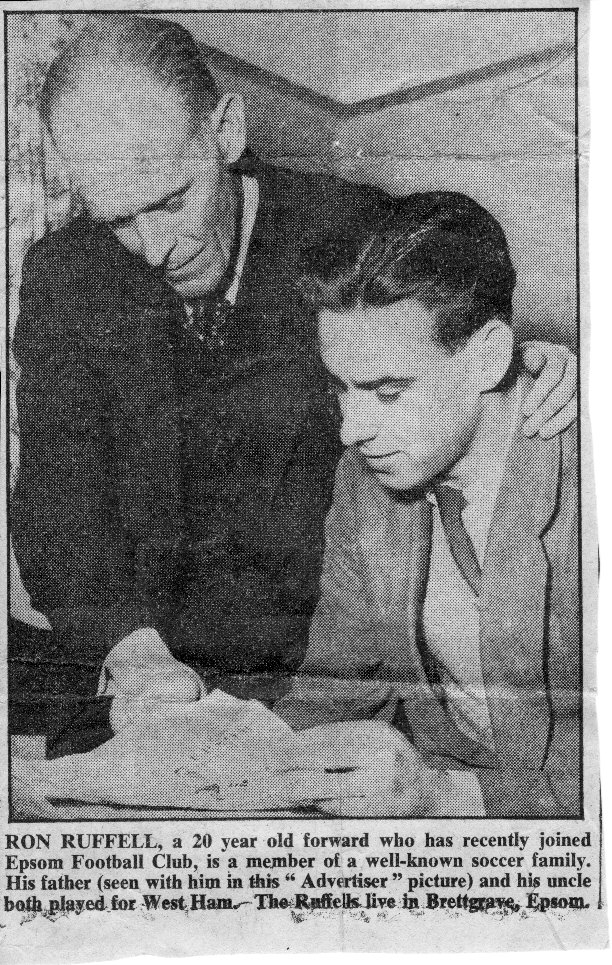 RON RUFFELL, a 20 year old forward who has recently joined
Epsom Football Club, is a member of a well-known soccer family.
His father (seen with him in this “ Advertiser ” picture) and his uncle
both played for West Ham. The Ruffells live in Brettgrave, Epsom.